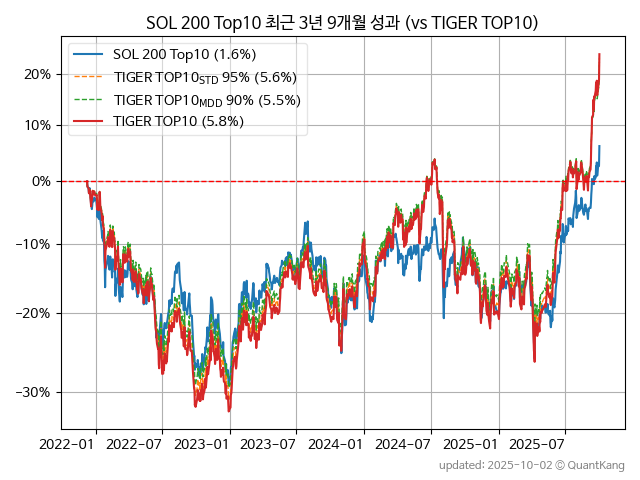 SOL 200 Top10 최근 3년 9개월 성과 (vs TIGER TOP10)
SOL 200 Top10 (1.6%)
TIGER TOP10STD 95% (5.6%)
TIGER TOP10MDD 90% (5.5%)
TIGER TOP10 (5.8%)
20%
10%
0%
−10%
−20%
−30%
2022-01 2022-07 2023-01 2023-07 2024-01 2024-07 2025-01 2025-07
updated: 2025-10-02 © QuantKang